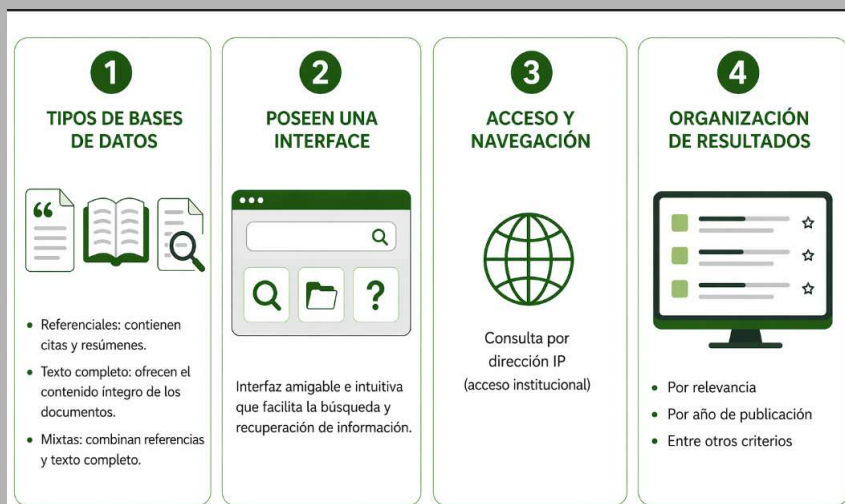 1
TIPOS DE BASES
DE DATOS
“
• Referenciales: contienen
citas y resúmenes.
• Texto completo: ofrecen el
contenido íntegro de los
documentos.
• Mixtas: combinan referencias
y texto completo.
2
POSEEN UNA
INTERFACE
?
Interfaz amigable e intuitiva
que facilita la búsqueda y
recuperación de información.
3
ACCESO Y
NAVEGACIÓN
Consulta por
dirección IP
(acceso institucional)
4
ORGANIZACIÓN
DE RESULTADOS
• Por relevancia
• Por año de publicación
• Entre otros criterios